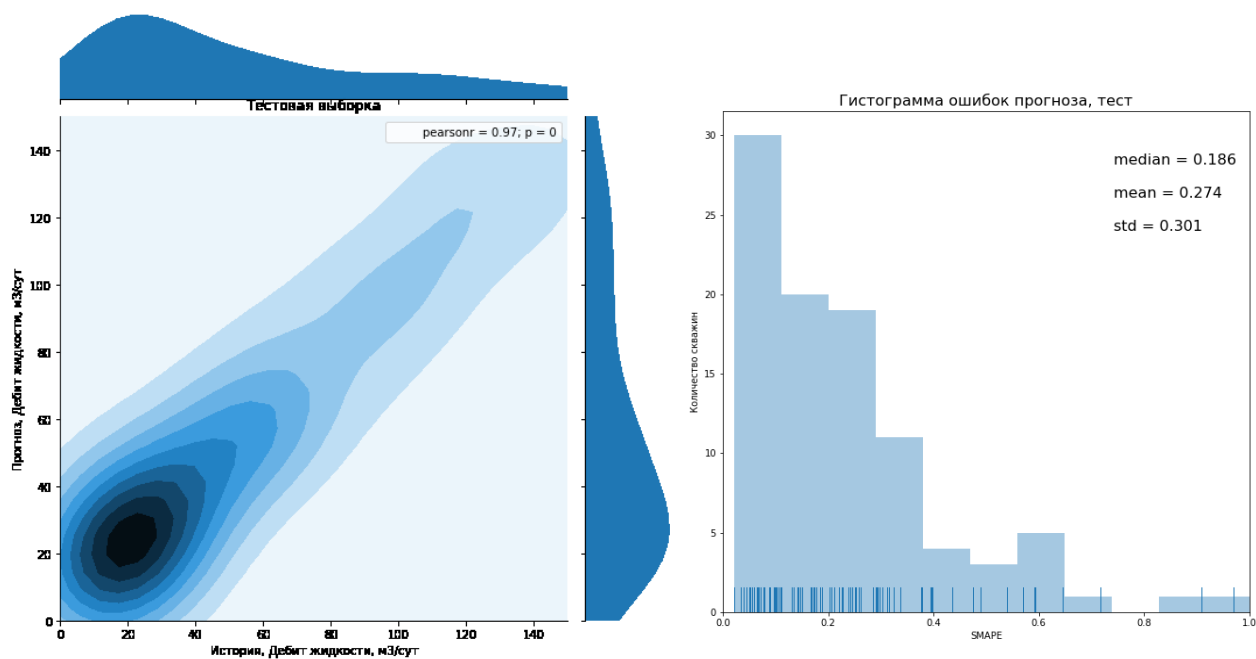 Тестовая выборка
pearsonr = 0.97; p = 0
140
120
100
80
60
40
20
0
Прогноз, Дебит жидкости, м3/сут
0 20 40 60 80 100 120 140
История, Дебит жидкости, м3/сут
Гистограмма ошибок прогноза, тест
median = 0.186
mean = 0.274
std = 0.301
30
25
20
15
10
5
0
Количество скважин
0.0 0.2 0.4 0.6 0.8 1.0
SMAPE